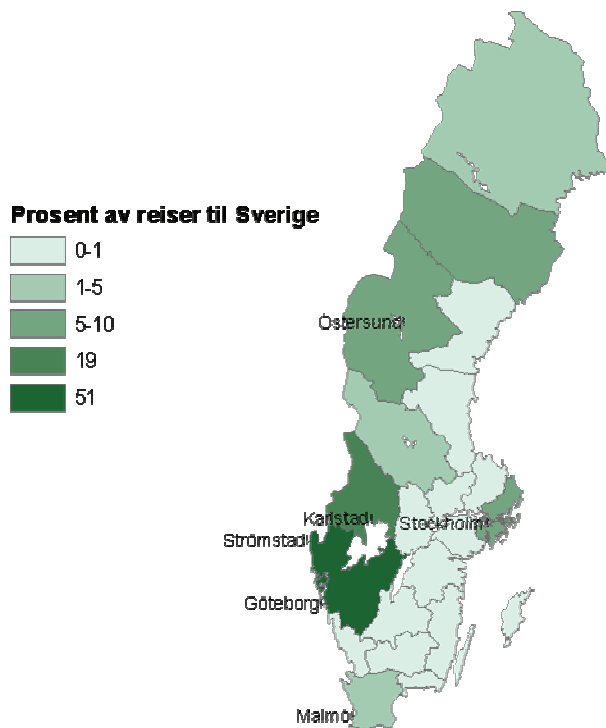 Prosent av reiser til Sverige
0-1
1-5
5-10
19
51
Östersund
Karlstad
Stockholm
Strömstad
Göteborg
Malmö